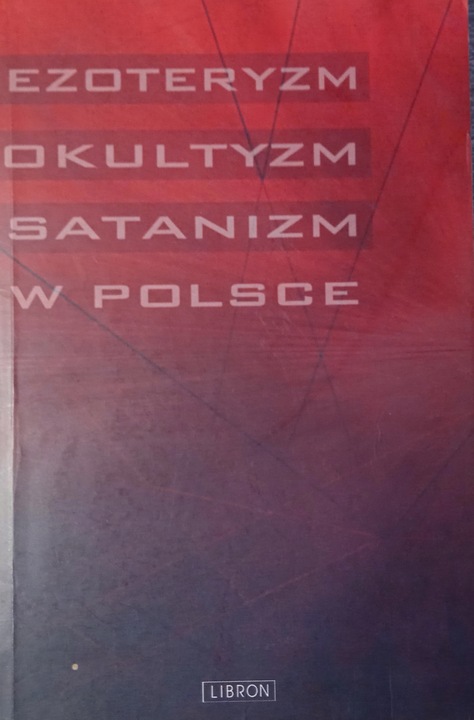 EZOTERYZM
OKULTYZM
SATANIZM
W POLSCE
LIBRON